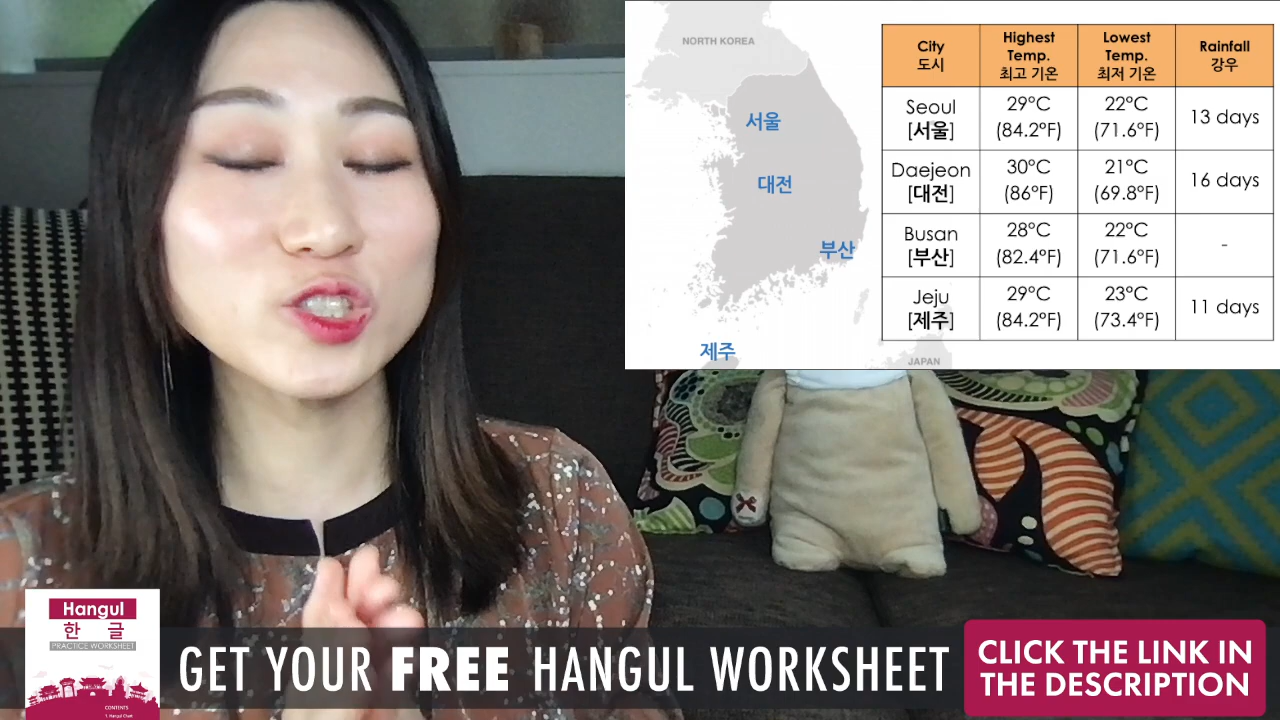 NORTH KOREA
서울
대전
부산
제주
JAPAN
City
도시
Highest
Temp.
최고 기온
Lowest
Temp.
최저 기온
Rainfall
강우
Seoul
[서울]
29°C
(84.2°F)
22°C
(71.6°F)
13 days
Daejeon
[대전]
30°C
(86°F)
21°C
(69.8°F)
16 days
Busan
[부산]
28°C
(82.4°F)
22°C
(71.6°F)
-
Jeju
[제주]
29°C
(84.2°F)
23°C
(73.4°F)
11 days
Hangul
한 글
PRACTICE WORKSHEET
CONTENTS
1. Hangul Chart
GET YOUR FREE HANGUL WORKSHEET
CLICK THE LINK IN
THE DESCRIPTION